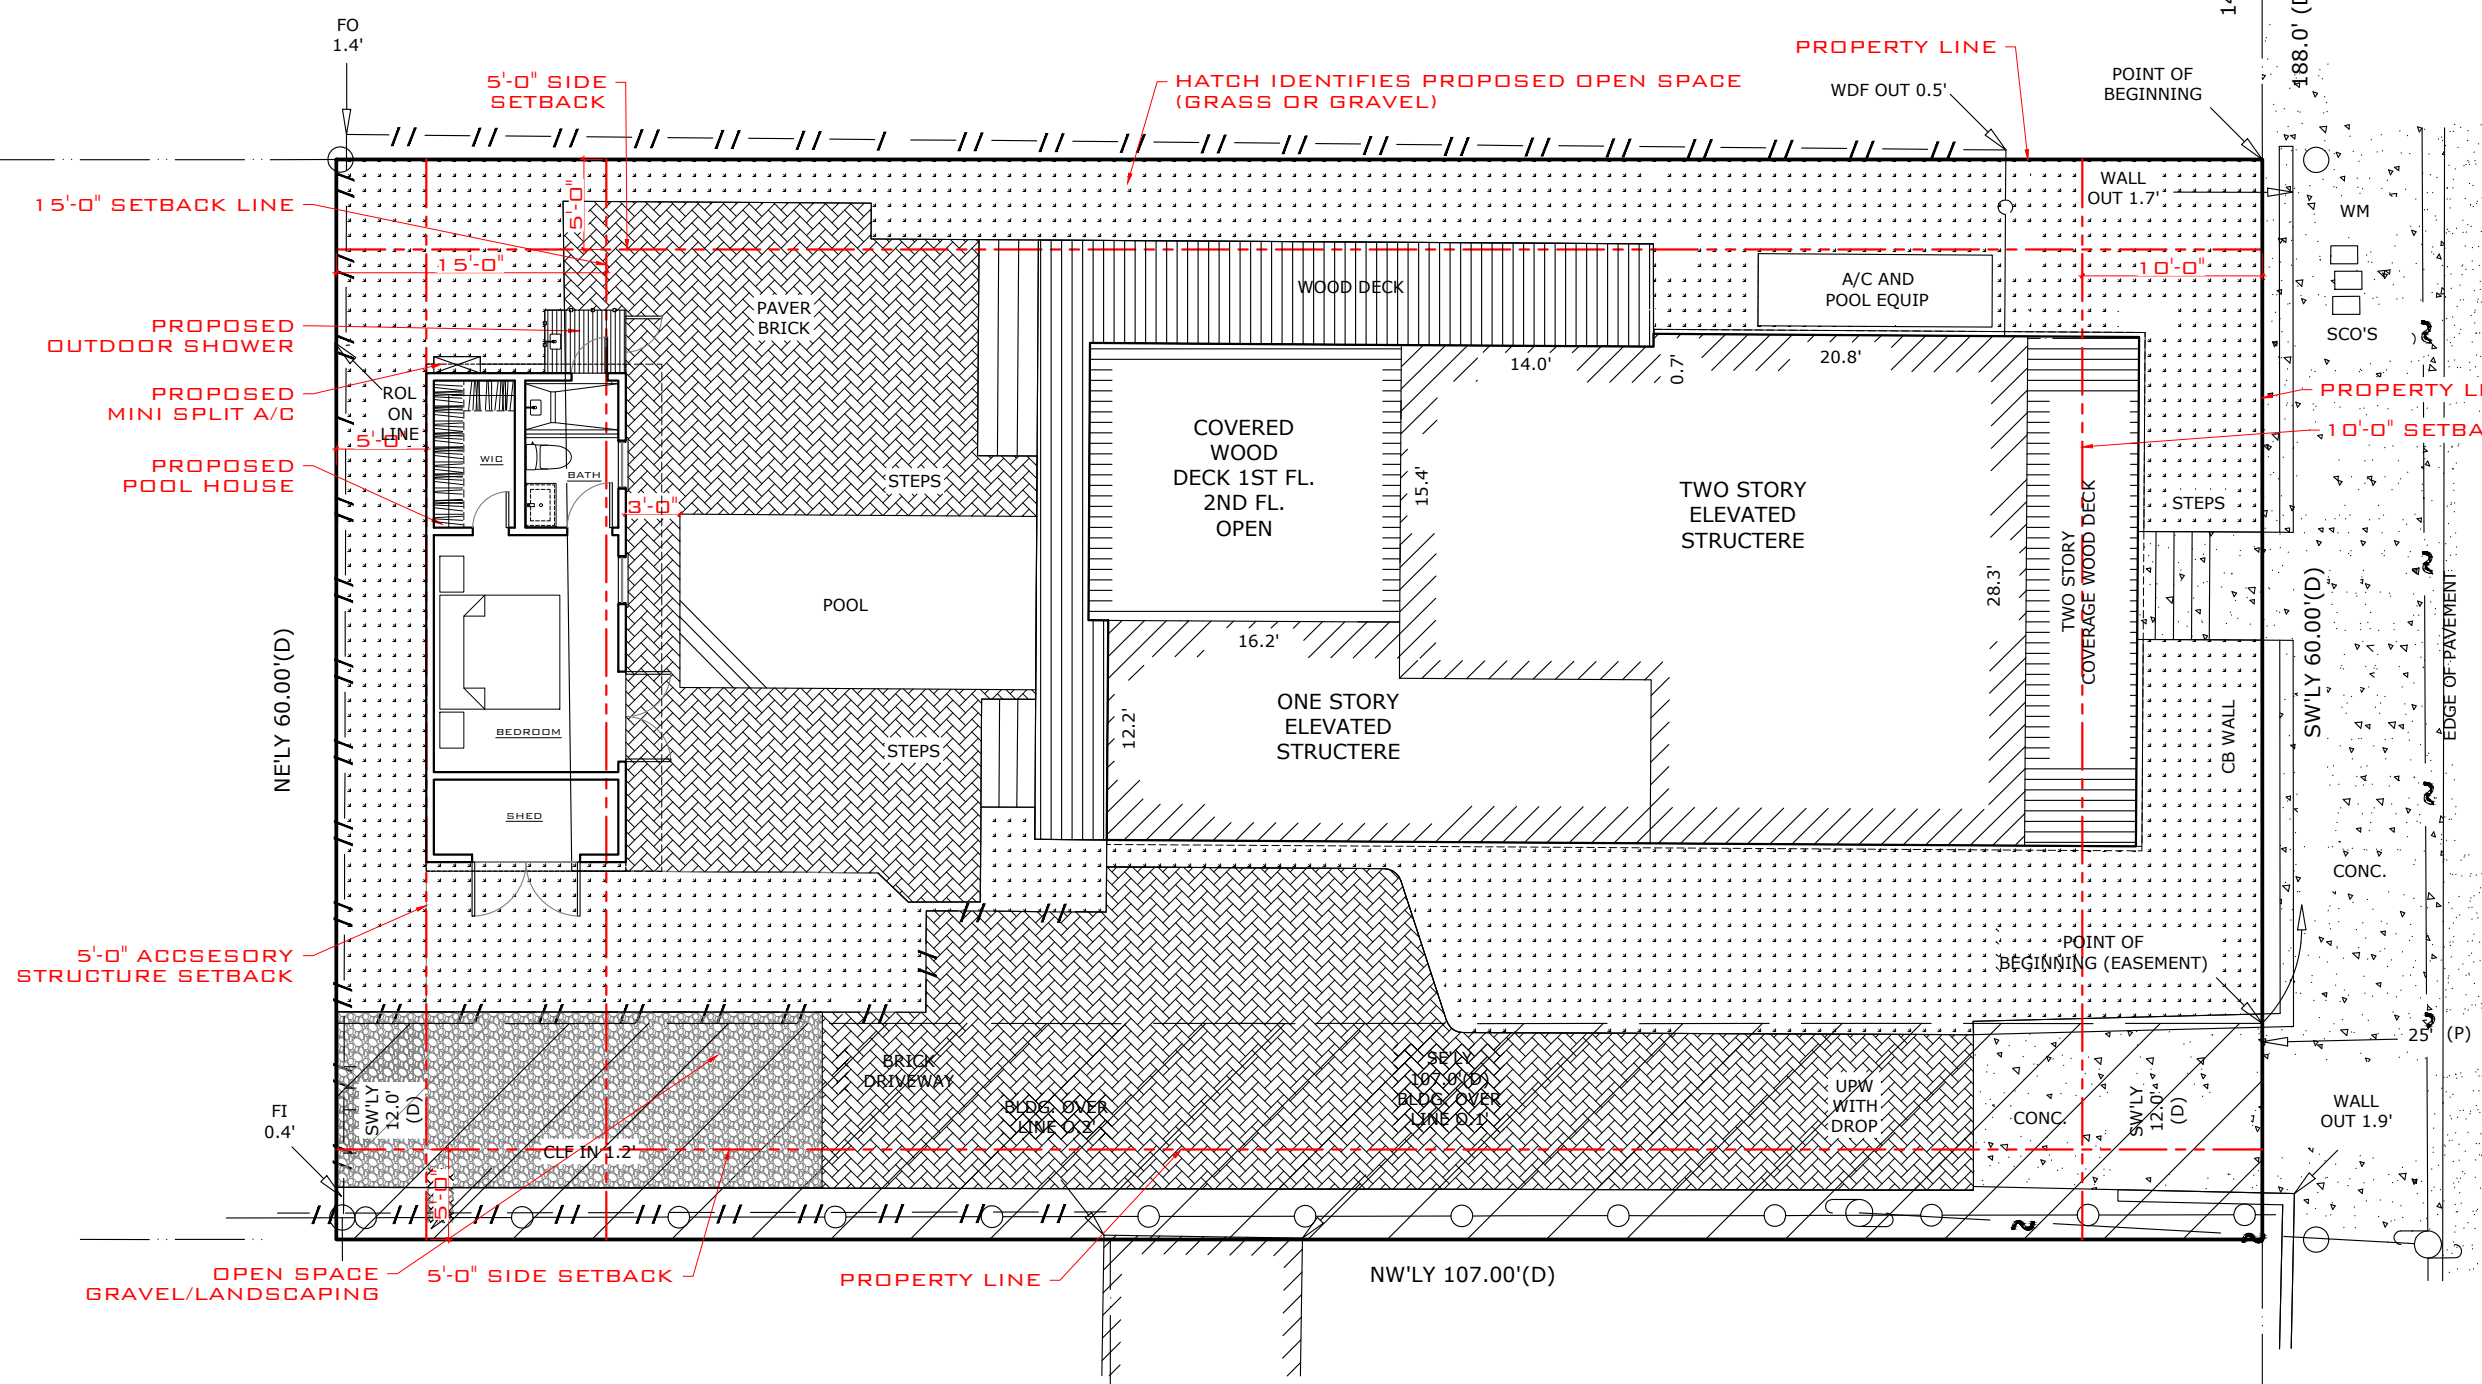 14
188.0' (D
FO
1.4'
5'-0" SIDE
SETBACK
HATCH IDENTIFIES PROPOSED OPEN SPACE
(GRASS OR GRAVEL)
PROPERTY LINE
WDF OUT 0.5'
POINT OF
BEGINNING
15'-0" SETBACK LINE
5'-0"
15'-0"
WALL
OUT 1.7'
WM
10'-0"
SCO'S
PROPOSED
OUTDOOR SHOWER
PAVER
BRICK
WOOD DECK
A/C AND
POOL EQUIP
PROPOSED
MINI SPLIT A/C
ROL
ON
LINE
5'-0"
14.0'
0.7'
20.8'
PROPERTY LI
10'-0" SETBA
PROPOSED
POOL HOUSE
WIC
BATH
3'-0"
STEPS
COVERED
WOOD
DECK 1ST FL.
2ND FL.
OPEN
15.4'
TWO STORY
ELEVATED
STRUCTERE
28.3'
TWO STORY
COVERAGE WOOD DECK
STEPS
NE'LY 60.00'(D)
POOL
16.2'
SW'LY 60.00'(D)
EDGE OF PAVEMENT
BEDROOM
STEPS
12.2'
ONE STORY
ELEVATED
STRUCTERE
CB WALL
SHED
CONC.
5'-0" ACCSESORY
STRUCTURE SETBACK
POINT OF
BEGINNING (EASEMENT)
25' (P)
FI
0.4'
SW'LY
12.0'
(D)
CLF IN 1.2'
5'-0"
BRICK
DRIVEWAY
BLDG. OVER
LINE 0.2'
SE'LY
107.0'(D)
BLDG. OVER
LINE 0.1'
UPW
WITH
DROP
CONC.
SW'LY
12.0'
(D)
WALL
OUT 1.9'
OPEN SPACE
GRAVEL/LANDSCAPING
5'-0" SIDE SETBACK
PROPERTY LINE
NW'LY 107.00'(D)